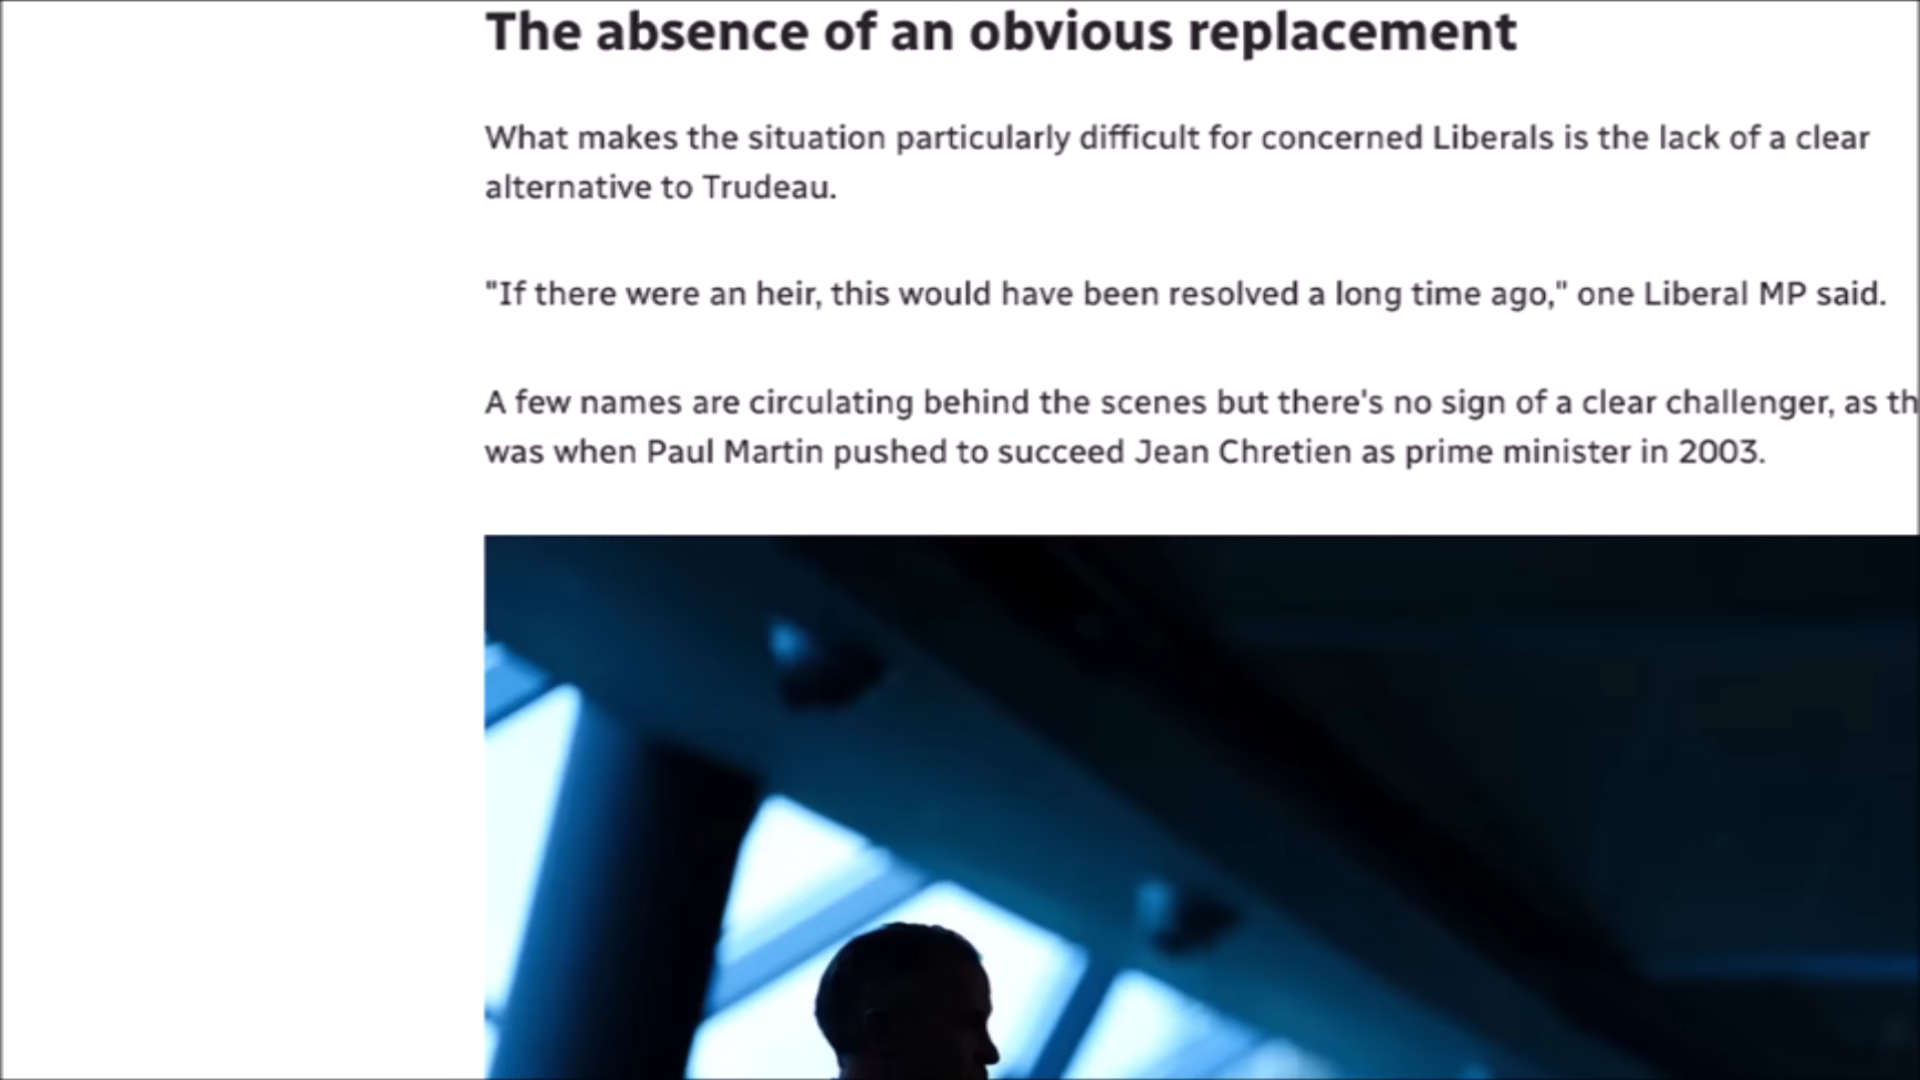 The absence of an obvious replacement
What makes the situation particularly difficult for concerned Liberals is the lack of a clear
alternative to Trudeau.
"If there were an heir, this would have been resolved a long time ago," one Liberal MP said.
A few names are circulating behind the scenes but there's no sign of a clear challenger, as th
was when Paul Martin pushed to succeed Jean Chretien as prime minister in 2003.